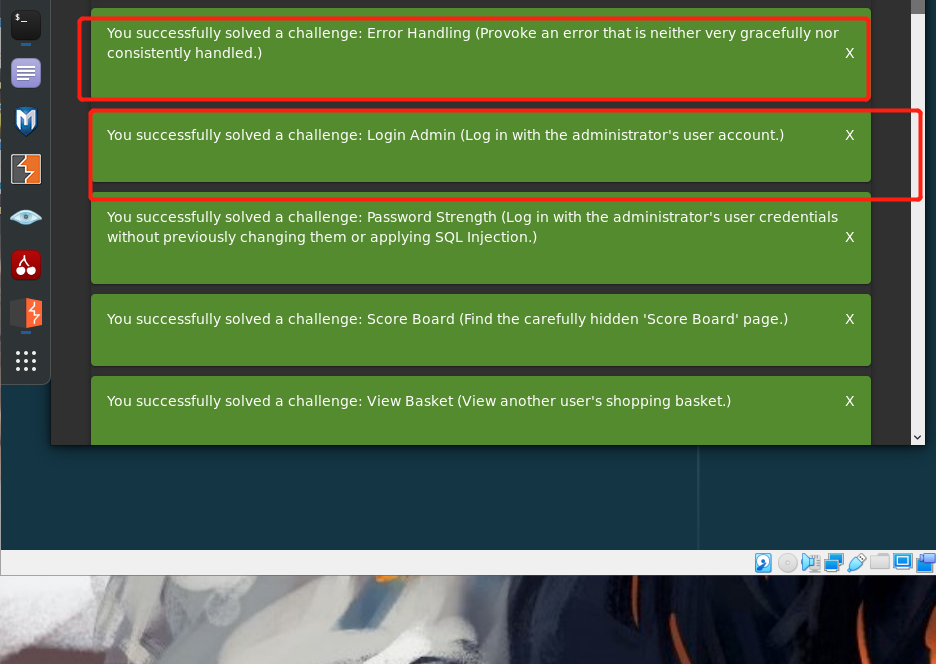 $_
You successfully solved a challenge: Error Handling (Provoke an error that is neither very gracefully nor
consistently handled.)
X
You successfully solved a challenge: Login Admin (Log in with the administrator's user account.)
X
You successfully solved a challenge: Password Strength (Log in with the administrator's user credentials
without previously changing them or applying SQL Injection.)
X
You successfully solved a challenge: Score Board (Find the carefully hidden 'Score Board' page.)
X
You successfully solved a challenge: View Basket (View another user's shopping basket.)
X